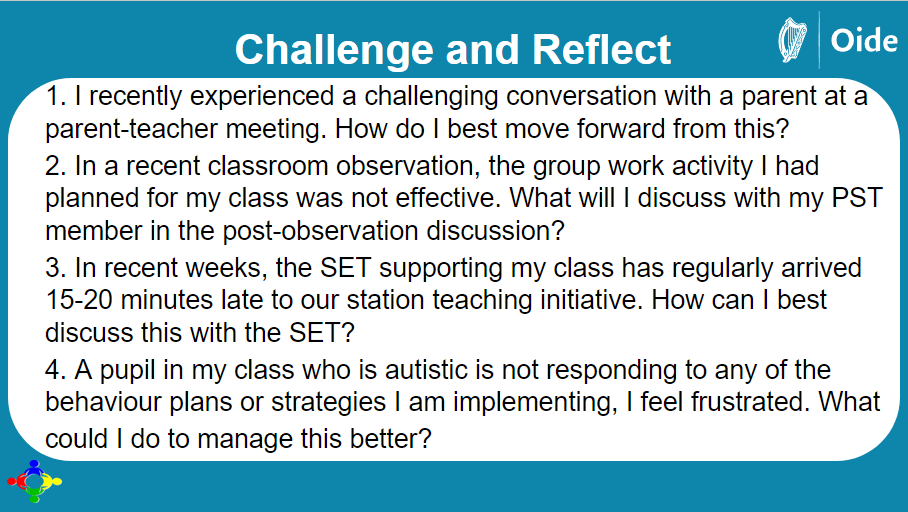 Challenge and Reflect
Oide
1. I recently experienced a challenging conversation with a parent at a
parent-teacher meeting. How do I best move forward from this?
2. In a recent classroom observation, the group work activity I had
planned for my class was not effective. What will I discuss with my PST
member in the post-observation discussion?
3. In recent weeks, the SET supporting my class has regularly arrived
15-20 minutes late to our station teaching initiative. How can I best
discuss this with the SET?
4. A pupil in my class who is autistic is not responding to any of the
behaviour plans or strategies I am implementing, I feel frustrated. What
could I do to manage this better?